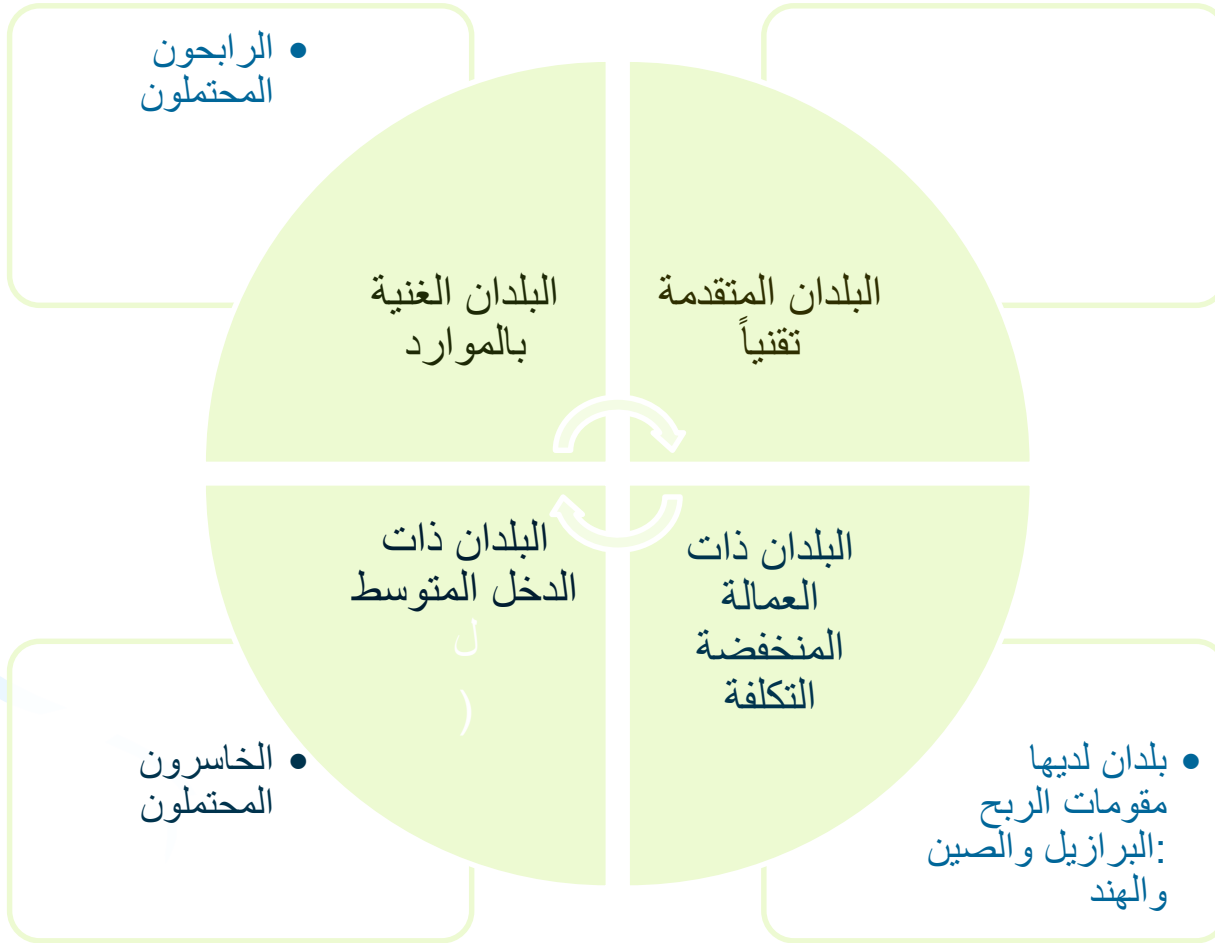 • الرابحون
المحتملون
البلدان المتقدمة
تقنياً
البلدان الغنية
بالموارد
البلدان ذات
العمالة
المنخفضة
التكلفة
البلدان ذات
الدخل المتوسط
ل
(
• بلدان لديها
مقومات الربح
:البرازيل والصين
والهند
• الخاسرون
المحتملون